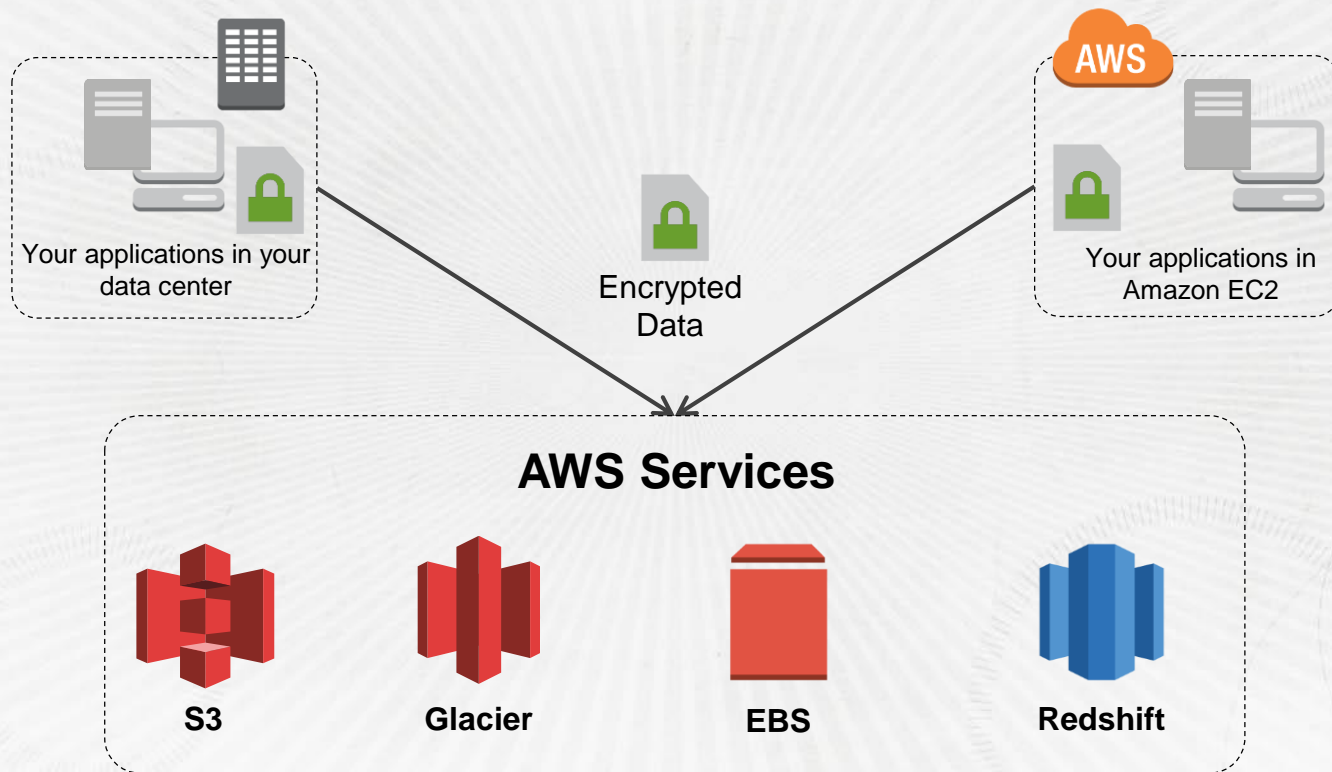 AWS
Your applications in your
data center
Encrypted
Data
Your applications in
Amazon EC2
AWS Services
S3
Glacier
EBS
Redshift